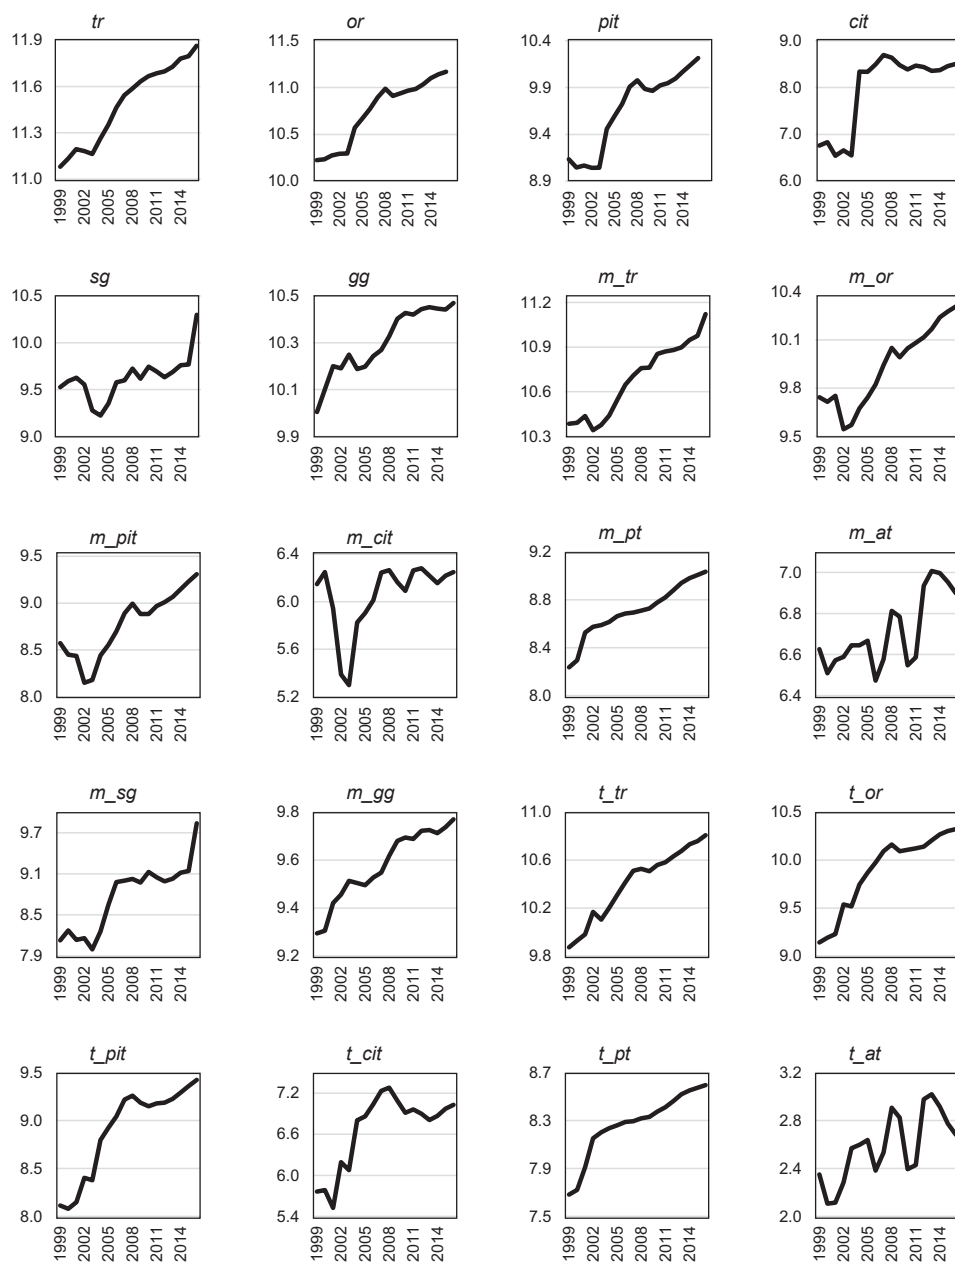 tr or pit cit
11.9 11.5 10.4 9.0
11.6 11.0 9.9 8.0
11.3 10.5 9.4 7.0
11.0 10.0 8.9 6.0
1999 2002 2005 2008 2011 2014 1999 2002 2005 2008 2011 2014 1999 2002 2005 2008 2011 2014 1999 2002 2005 2008 2011 2014
sg gg m_tr m_or
10.5 10.5 11.2 10.4
10.0 10.3 10.9 10.1
9.5 10.1 10.6 9.8
9.0 9.9 10.3 9.5
1999 2002 2005 2008 2011 2014 1999 2002 2005 2008 2011 2014 1999 2002 2005 2008 2011 2014 1999 2002 2005 2008 2011 2014
m_pit m_cit m_pt m_at
9.5 6.4 9.2 7.0
9.0 6.0 8.8 6.8
8.5 5.6 8.4 6.6
8.0 5.2 8.0 6.4
1999 2002 2005 2008 2011 2014 1999 2002 2005 2008 2011 2014 1999 2002 2005 2008 2011 2014 1999 2002 2005 2008 2011 2014
m_sg m_gg t_tr t_or
9.7 9.8 11.0 10.5
9.1 9.6 10.6 10.0
8.5 9.4 10.2 9.5
7.9 9.2 9.8 9.0
1999 2002 2005 2008 2011 2014 1999 2002 2005 2008 2011 2014 1999 2002 2005 2008 2011 2014 1999 2002 2005 2008 2011 2014
t_pit t_cit t_pt t_at
9.5 7.2 8.7 3.2
9.0 6.6 8.3 2.8
8.5 6.0 7.9 2.4
8.0 5.4 7.5 2.0
1999 2002 2005 2008 2011 2014 1999 2002 2005 2008 2011 2014 1999 2002 2005 2008 2011 2014 1999 2002 2005 2008 2011 2014